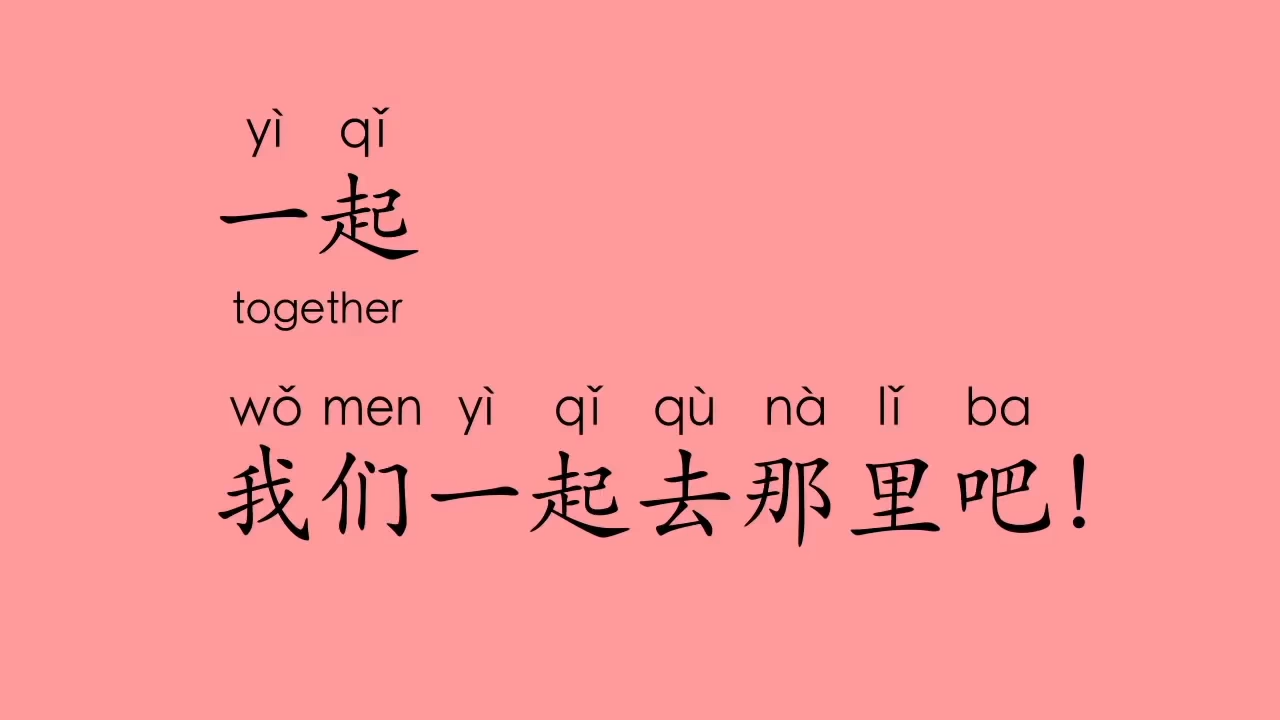 yì qǐ
一起
together
wǒ men yì qǐ qù nà lǐ ba
我们一起去那里吧!